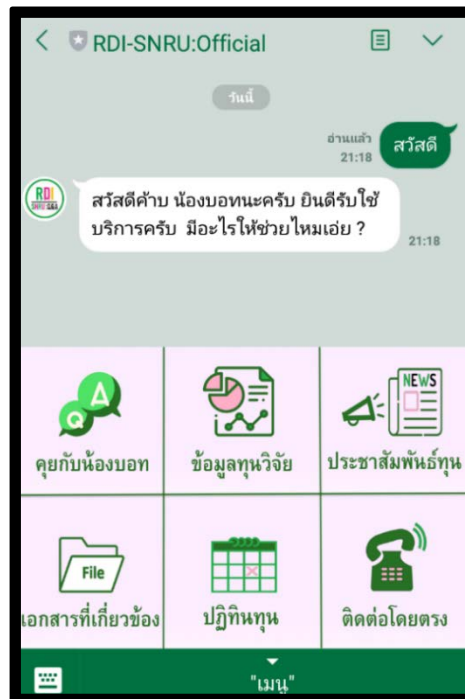 RDI-SNRU:Official
วันนี้
อ่านแล้ว
21:18
สวัสดี
RDI
สวัสดีค้าบ น้องบอทนะครับ ยินดีรับใช้
บริการครับ มีอะไรให้ช่วยไหมเอ่ย ?
21:18
Q A
NEWS
คุยกับน้องบอท
ข้อมูลทุนวิจัย
ประชาสัมพันธ์ทุน
File
เอกสารที่เกี่ยวข้อง
ปฏิทินทุน
ติดต่อโดยตรง
"เมนู"